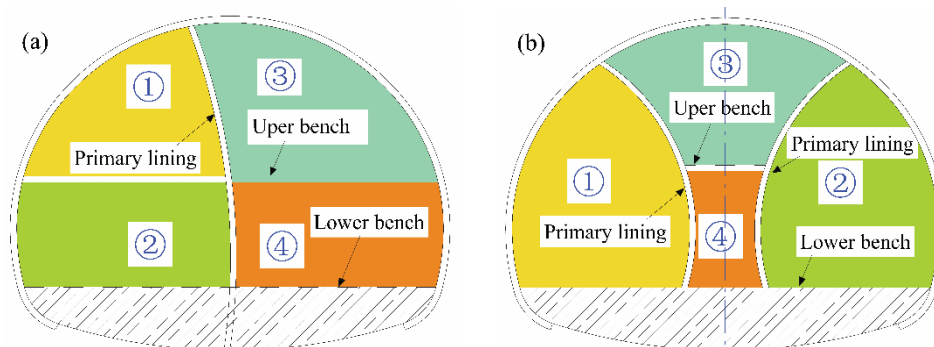 (a)
①
③
Uper bench
Primary lining
②
④
Lower bench
(b)
③
Upper bench
Primary lining
①
②
Primary lining
④
Lower bench